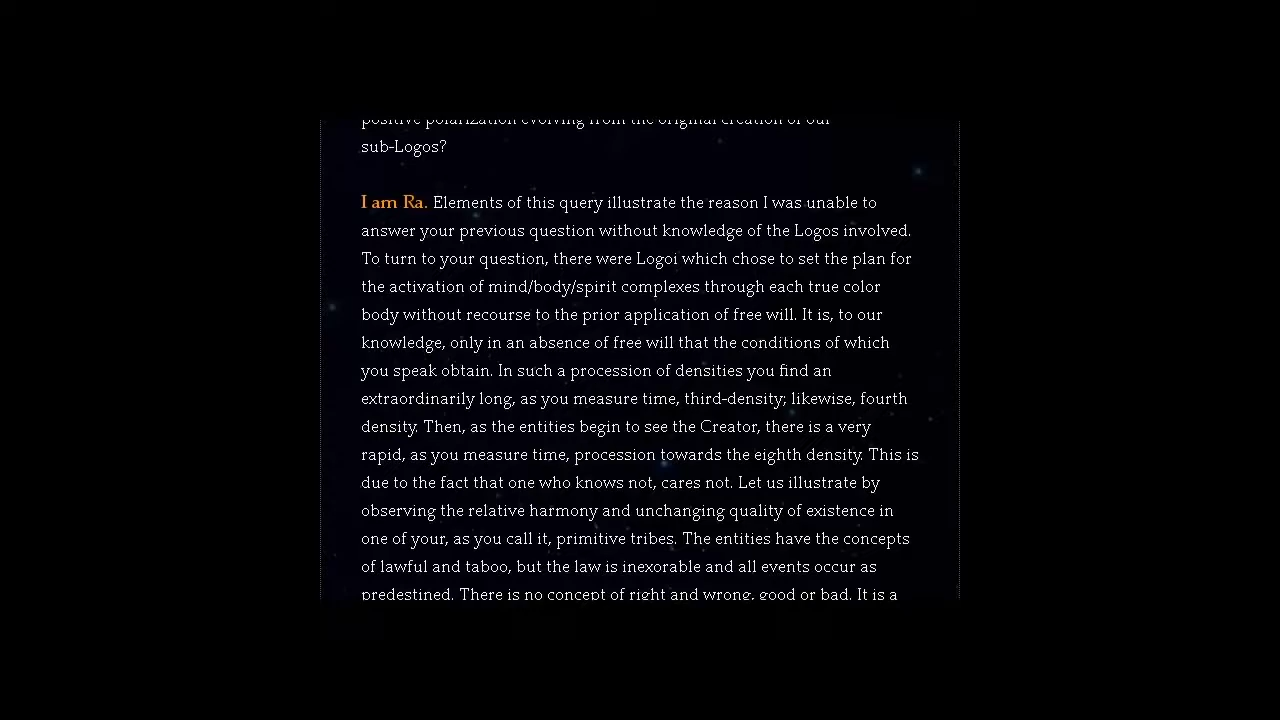 positive polarization evolving from the original creation of our
sub-Logos?
I am Ra. Elements of this query illustrate the reason I was unable to
answer your previous question without knowledge of the Logos involved.
To turn to your question, there were Logoi which chose to set the plan for
the activation of mind/body/spirit complexes through each true color
body without recourse to the prior application of free will. It is, to our
knowledge, only in an absence of free will that the conditions of which
you speak obtain. In such a procession of densities you find an
extraordinarily long, as you measure time, third-density; likewise, fourth
density. Then, as the entities begin to see the Creator, there is a very
rapid, as you measure time, procession towards the eighth density. This is
due to the fact that one who knows not, cares not. Let us illustrate by
observing the relative harmony and unchanging quality of existence in
one of your, as you call it, primitive tribes. The entities have the concepts
of lawful and taboo, but the law is inexorable and all events occur as
predestined. There is no concept of right and wrong, good or bad. It is a